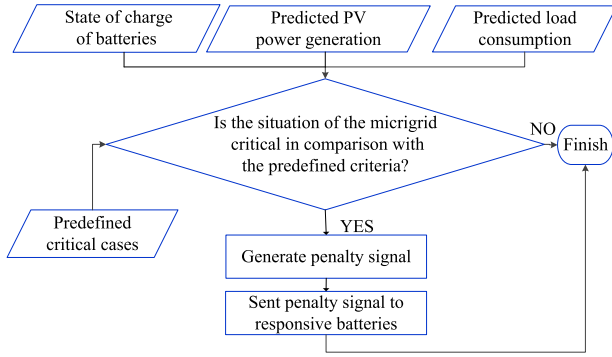 State of charge
of batteries
Predicted PV
power generation
Predicted load
consumption
Is the situation of the micrigrid
critical in comparison with
the predefined criteria?
NO
Finish
Predefined
critical cases
YES
Generate penalty signal
Sent penalty signal to
responsive batteries